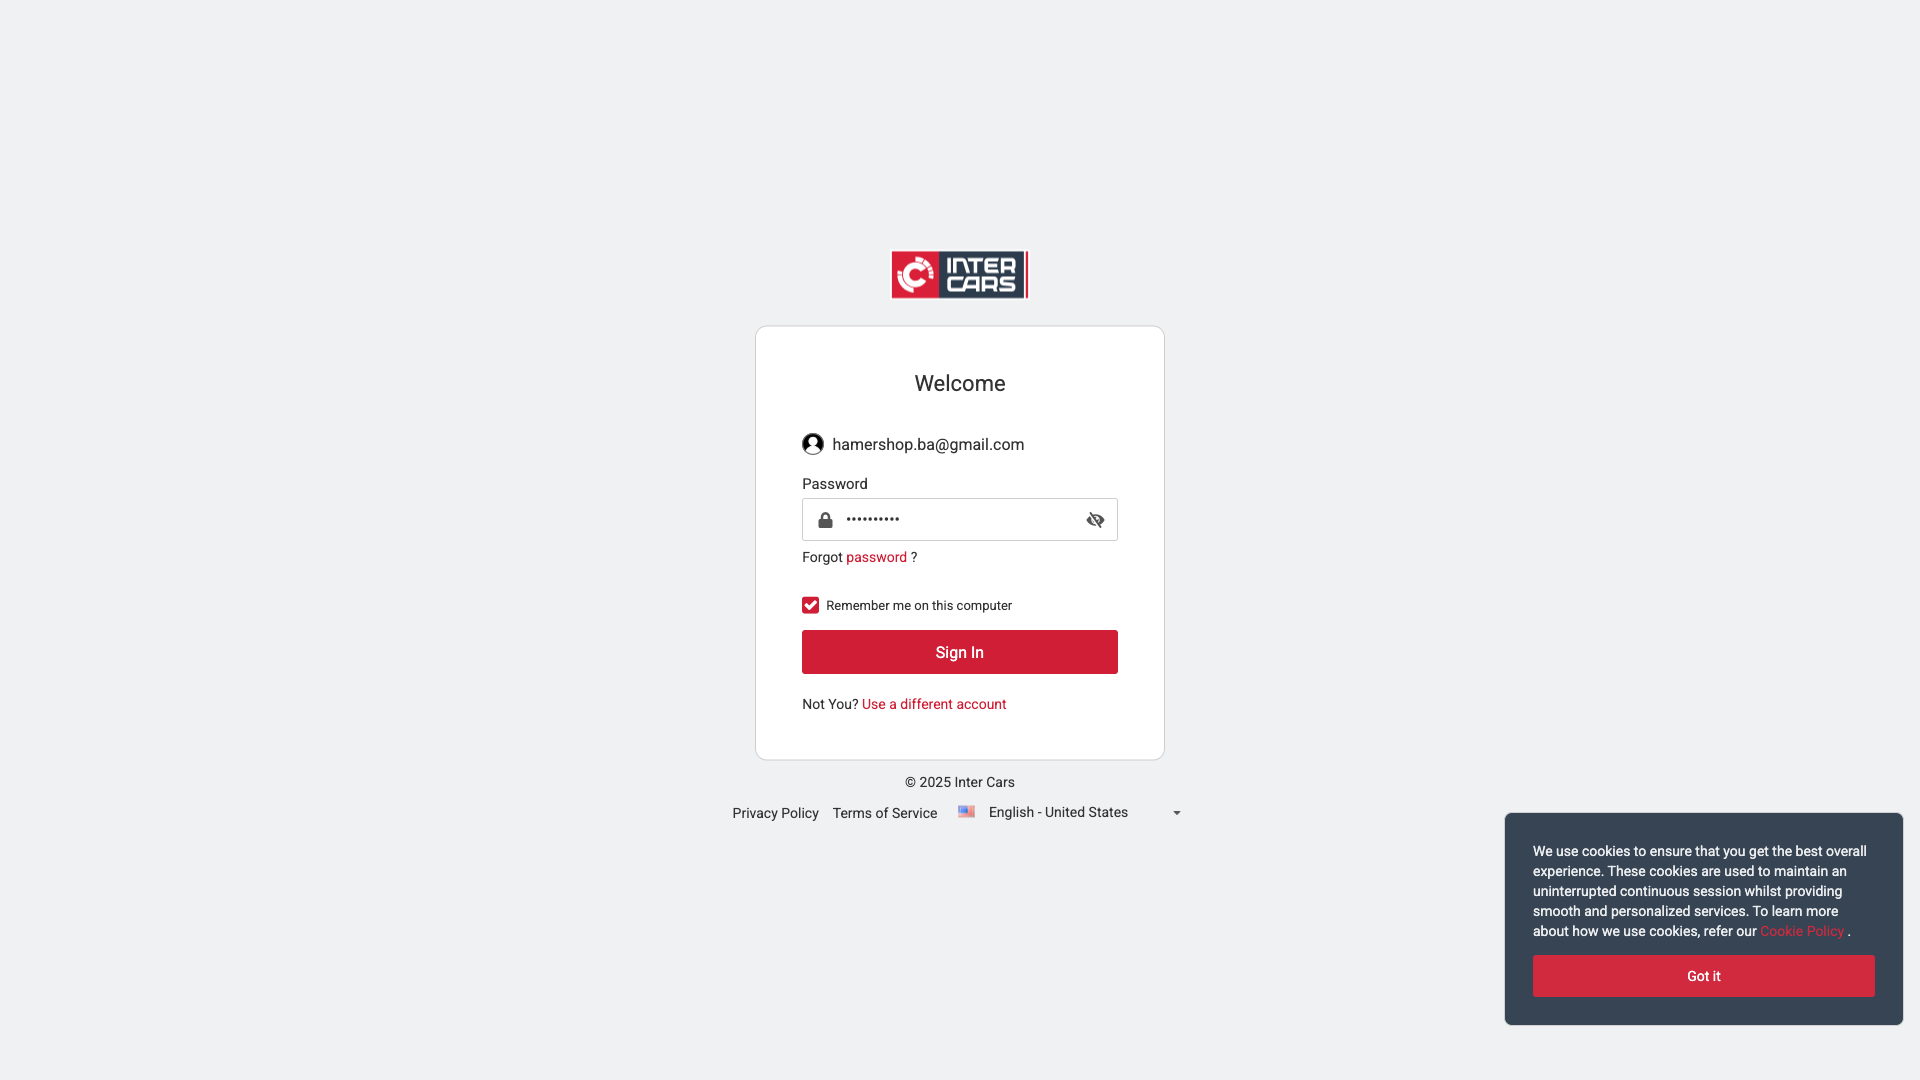 INTER
CARS
Welcome
hamershop.ba@gmail.com
Password
••••••••••
Forgot password ?
Remember me on this computer
Sign In
Not You? Use a different account
© 2025 Inter Cars
Privacy Policy Terms of Service English - United States
We use cookies to ensure that you get the best overall
experience. These cookies are used to maintain an
uninterrupted continuous session whilst providing
smooth and personalized services. To learn more
about how we use cookies, refer our Cookie Policy .
Got it